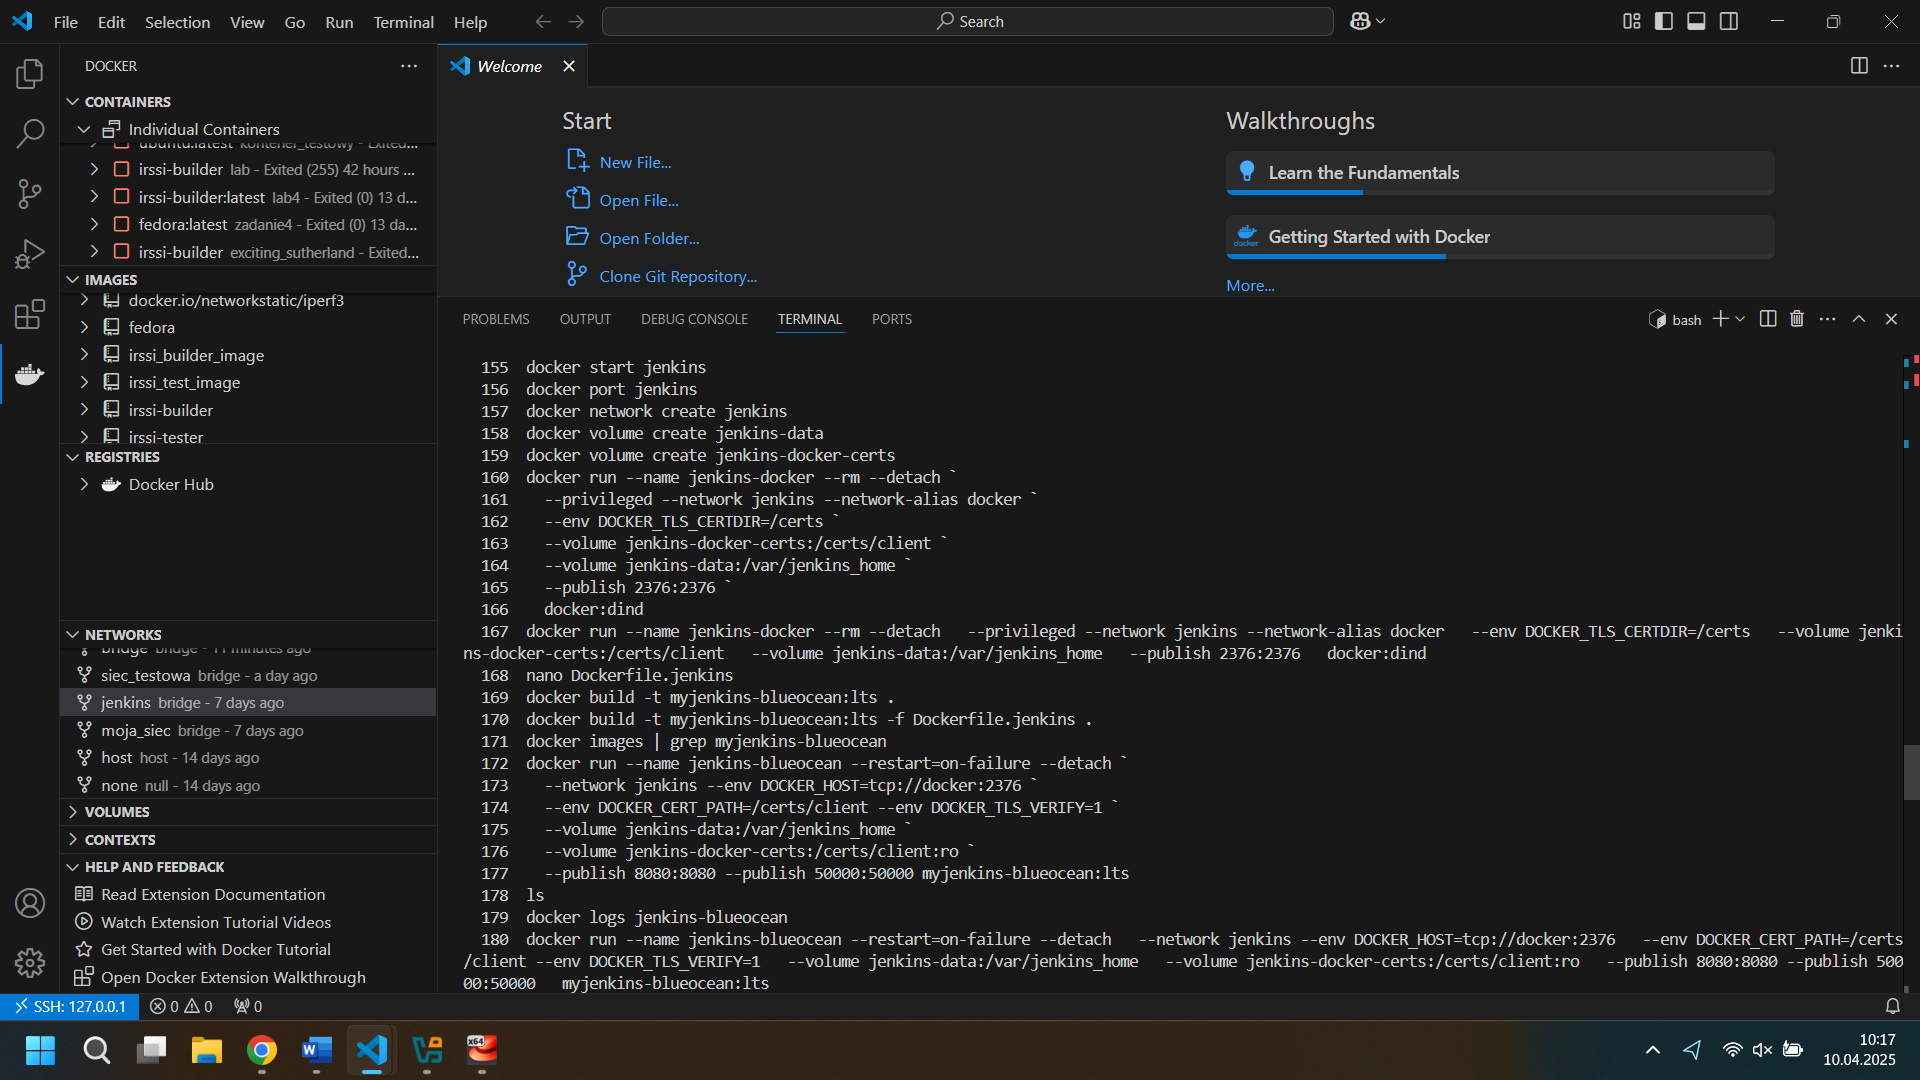 File Edit Selection View Go Run Terminal Help
Search
DOCKER
CONTAINERS
Individual Containers
ubuntu:latest kontener_testowy - Exited...
irssi-builder lab - Exited (255) 42 hours ...
irssi-builder:latest lab4 - Exited (0) 13 d...
fedora:latest zadanie4 - Exited (0) 13 da...
irssi-builder exciting_sutherland - Exited...
IMAGES
docker.io/networkstatic/iperf3
fedora
irssi_builder_image
irssi_test_image
irssi-builder
irssi-tester
REGISTRIES
Docker Hub
NETWORKS
bridge bridge - 11 minutes ago
siec_testowa bridge - a day ago
jenkins bridge - 7 days ago
moja_siec bridge - 7 days ago
host host - 14 days ago
none null - 14 days ago
VOLUMES
CONTEXTS
HELP AND FEEDBACK
Read Extension Documentation
Watch Extension Tutorial Videos
Get Started with Docker Tutorial
Open Docker Extension Walkthrough
Welcome
Start
New File...
Open File...
Open Folder...
Clone Git Repository...
Walkthroughs
Learn the Fundamentals
docker
Getting Started with Docker
More...
PROBLEMS OUTPUT DEBUG CONSOLE TERMINAL PORTS
bash
155 docker start jenkins
156 docker port jenkins
157 docker network create jenkins
158 docker volume create jenkins-data
159 docker volume create jenkins-docker-certs
160 docker run --name jenkins-docker --rm --detach `
161 --privileged --network jenkins --network-alias docker `
162 --env DOCKER_TLS_CERTDIR=/certs `
163 --volume jenkins-docker-certs:/certs/client `
164 --volume jenkins-data:/var/jenkins_home `
165 --publish 2376:2376 `
166 docker:dind
167 docker run --name jenkins-docker --rm --detach --privileged --network jenkins --network-alias docker --env DOCKER_TLS_CERTDIR=/certs --volume jenki
ns-docker-certs:/certs/client --volume jenkins-data:/var/jenkins_home --publish 2376:2376 docker:dind
168 nano Dockerfile.jenkins
169 docker build -t myjenkins-blueocean:lts .
170 docker build -t myjenkins-blueocean:lts -f Dockerfile.jenkins .
171 docker images | grep myjenkins-blueocean
172 docker run --name jenkins-blueocean --restart=on-failure --detach `
173 --network jenkins --env DOCKER_HOST=tcp://docker:2376 `
174 --env DOCKER_CERT_PATH=/certs/client --env DOCKER_TLS_VERIFY=1 `
175 --volume jenkins-data:/var/jenkins_home `
176 --volume jenkins-docker-certs:/certs/client:ro `
177 --publish 8080:8080 --publish 50000:50000 myjenkins-blueocean:lts
178 ls
179 docker logs jenkins-blueocean
180 docker run --name jenkins-blueocean --restart=on-failure --detach --network jenkins --env DOCKER_HOST=tcp://docker:2376 --env DOCKER_CERT_PATH=/certs
/client --env DOCKER_TLS_VERIFY=1 --volume jenkins-data:/var/jenkins_home --volume jenkins-docker-certs:/certs/client:ro --publish 8080:8080 --publish 500
00:50000 myjenkins-blueocean:lts
SSH: 127.0.0.1 0 0 0
x64
10:17
10.04.2025